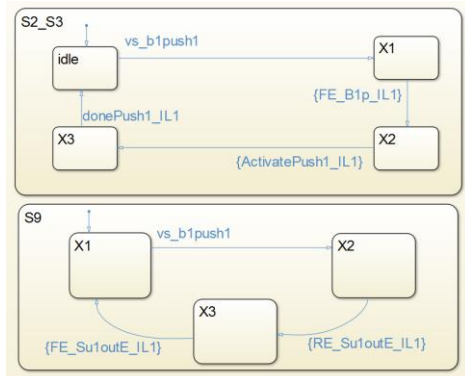 S2_S3
vs_b1push1
idle
X1
{FE_B1p_IL1}
donePush1_IL1
X3
X2
{ActivatePush1_IL1}
S9
vs_b1push1
X1
X2
X3
{FE_Su1outE_IL1}
{RE_Su1outE_IL1}